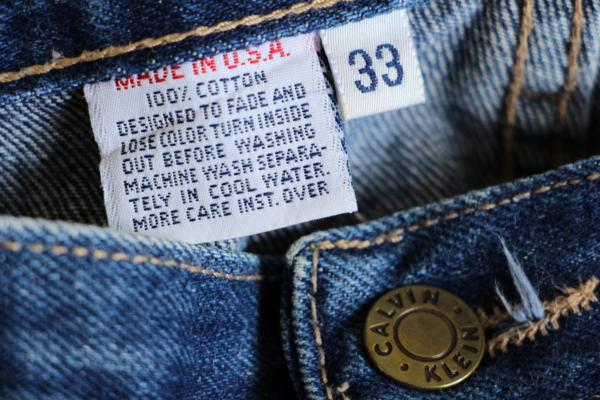 MADE IN U.S.A.
100% COTTON
DESIGNED TO FADE AND
LOSE COLOR TURN INSIDE
OUT BEFORE WASHING
MACHINE WASH SEPARA-
TELY IN COOL WATER.
MORE CARE INST. OVER
33
CALVIN
KLEIN